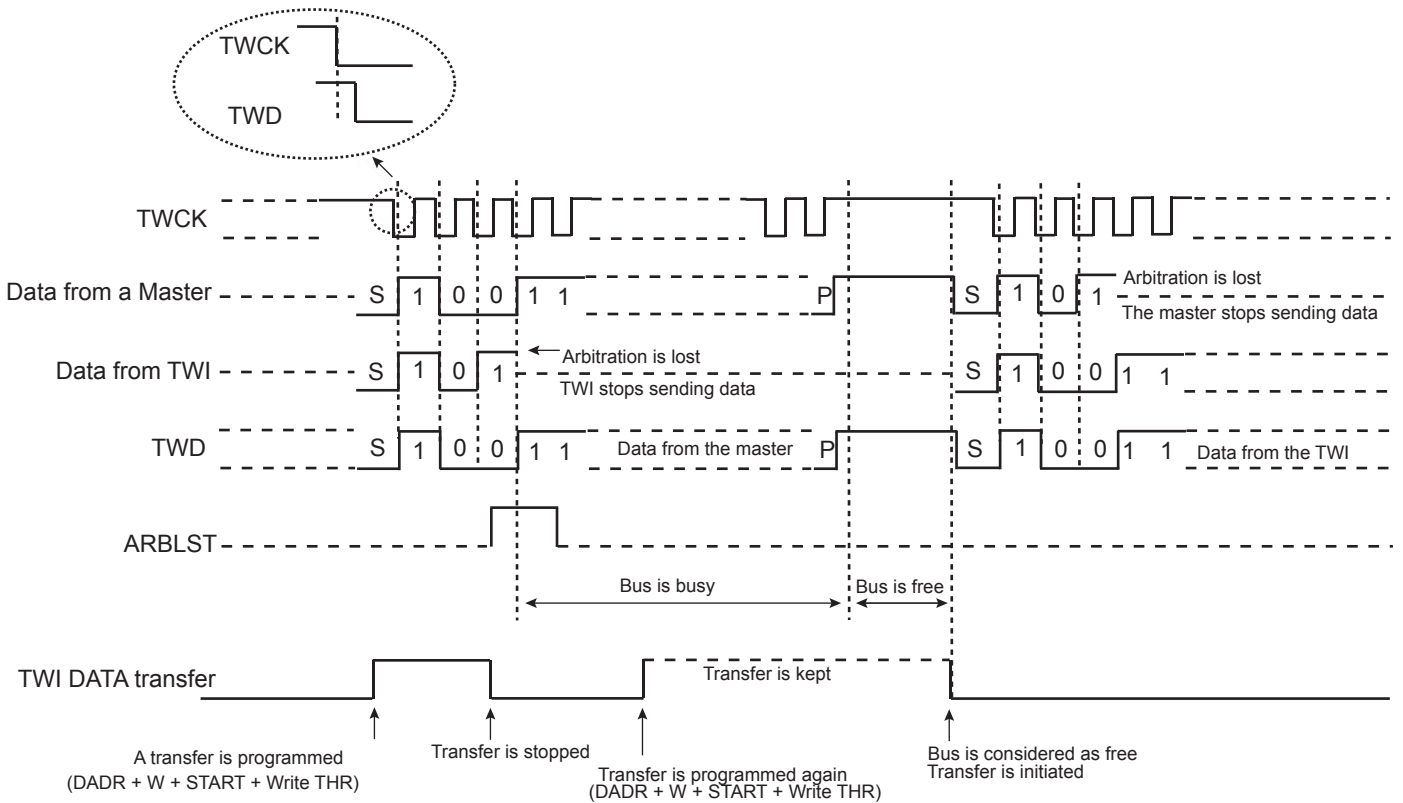 TWCK
TWD
TWCK
Data from a Master
S 1 0 0 1 1
P
S 1 0 1
Arbitration is lost
The master stops sending data
Data from TWI
S 1 0 1
Arbitration is lost
TWI stops sending data
S 1 0 0 1 1
TWD
S 1 0 0 1 1
Data from the master
P
S 1 0 0 1 1
Data from the TWI
ARBLST
Bus is busy
Bus is free
TWI DATA transfer
Transfer is kept
A transfer is programmed
(DADR + W + START + Write THR)
Transfer is stopped
Transfer is programmed again
(DADR + W + START + Write THR)
Bus is considered as free
Transfer is initiated